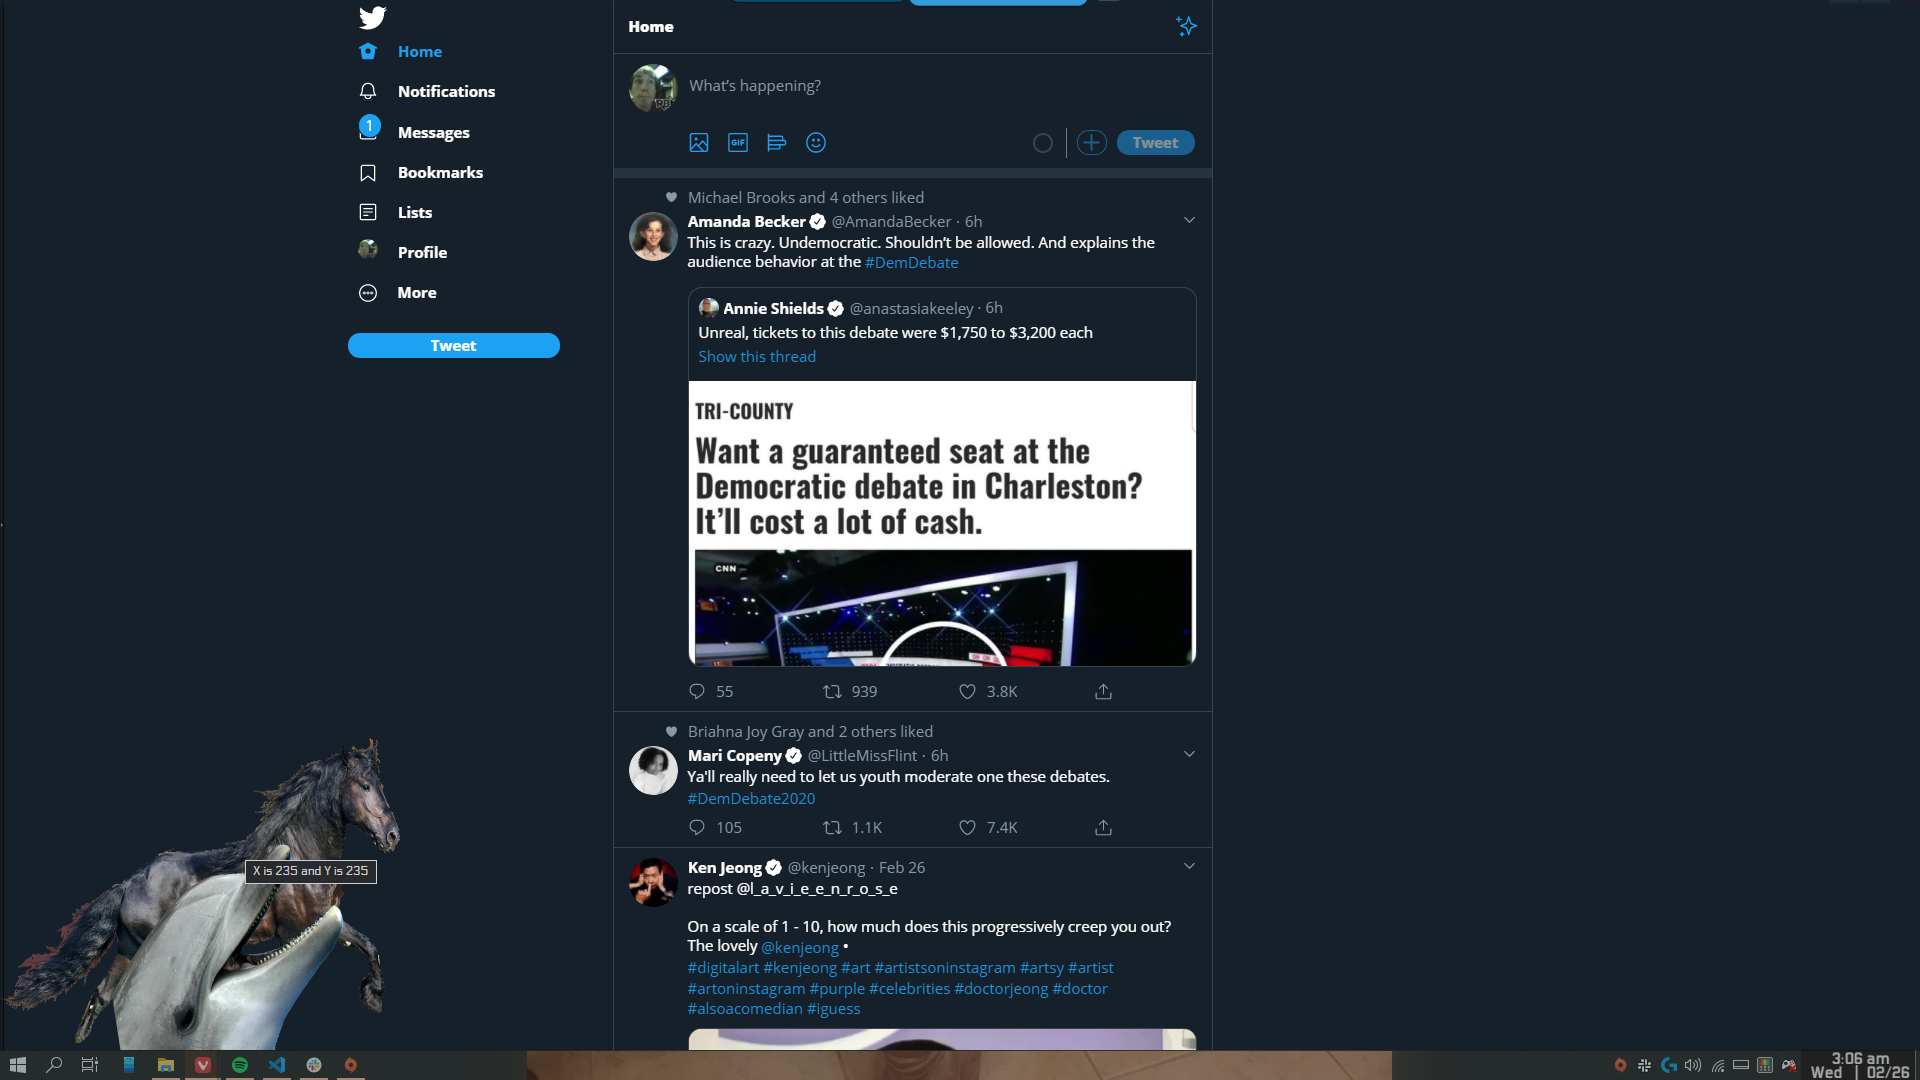 Home
Notifications
1
Messages
Bookmarks
Lists
Profile
More
Tweet
Home
What's happening?
GIF
Tweet
Michael Brooks and 4 others liked
Amanda Becker @AmandaBecker · 6h
This is crazy. Undemocratic. Shouldn't be allowed. And explains the
audience behavior at the #DemDebate
Annie Shields @anastasiakeeley · 6h
Unreal, tickets to this debate were $1,750 to $3,200 each
Show this thread
TRI-COUNTY
Want a guaranteed seat at the
Democratic debate in Charleston?
It'll cost a lot of cash.
CNN
55 939 3.8K
Briahna Joy Gray and 2 others liked
Mari Copeny @LittleMissFlint · 6h
Ya'll really need to let us youth moderate one these debates.
#DemDebate2020
105 1.1K 7.4K
Ken Jeong @kenjeong · Feb 26
repost @l_a_v_i_e_e_n_r_o_s_e
On a scale of 1 - 10, how much does this progressively creep you out?
The lovely @kenjeong •
#digitalart #kenjeong #art #artistsoninstagram #artsy #artist
#artoninstagram #purple #celebrities #doctorjeong #doctor
#alsoacomedian #iguess
X is 235 and Y is 235
3:06 am
Wed | 02/26